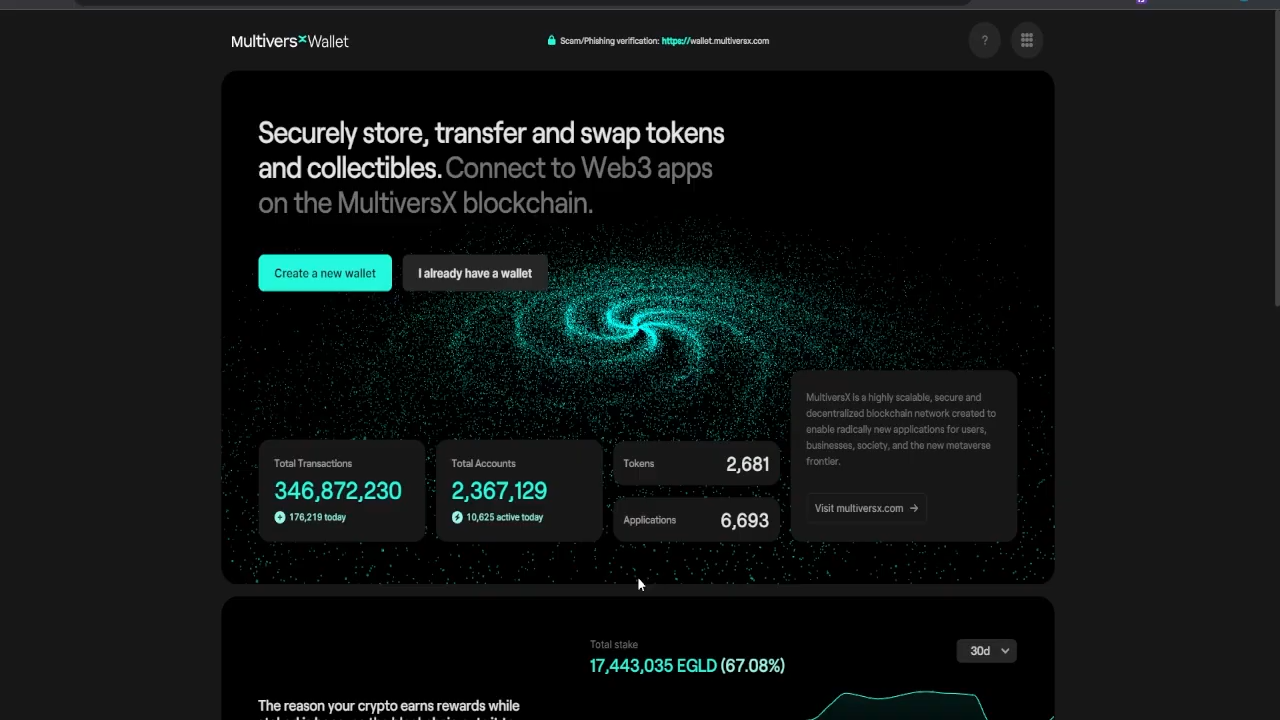 MultiversXWallet
Scam/Phishing verification: https://wallet.multiversx.com
?
Securely store, transfer and swap tokens
and collectibles. Connect to Web3 apps
on the MultiversX blockchain.
Create a new wallet
I already have a wallet
MultiversX is a highly scalable, secure and
decentralized blockchain network created to
enable radically new applications for users,
businesses, society, and the new metaverse
frontier.
Visit multiversx.com →
Total Transactions
346,872,230
176,219 today
Total Accounts
2,367,129
10,625 active today
Tokens
2,681
Applications
6,693
Total stake
17,443,035 EGLD (67.08%)
30d
The reason your crypto earns rewards while